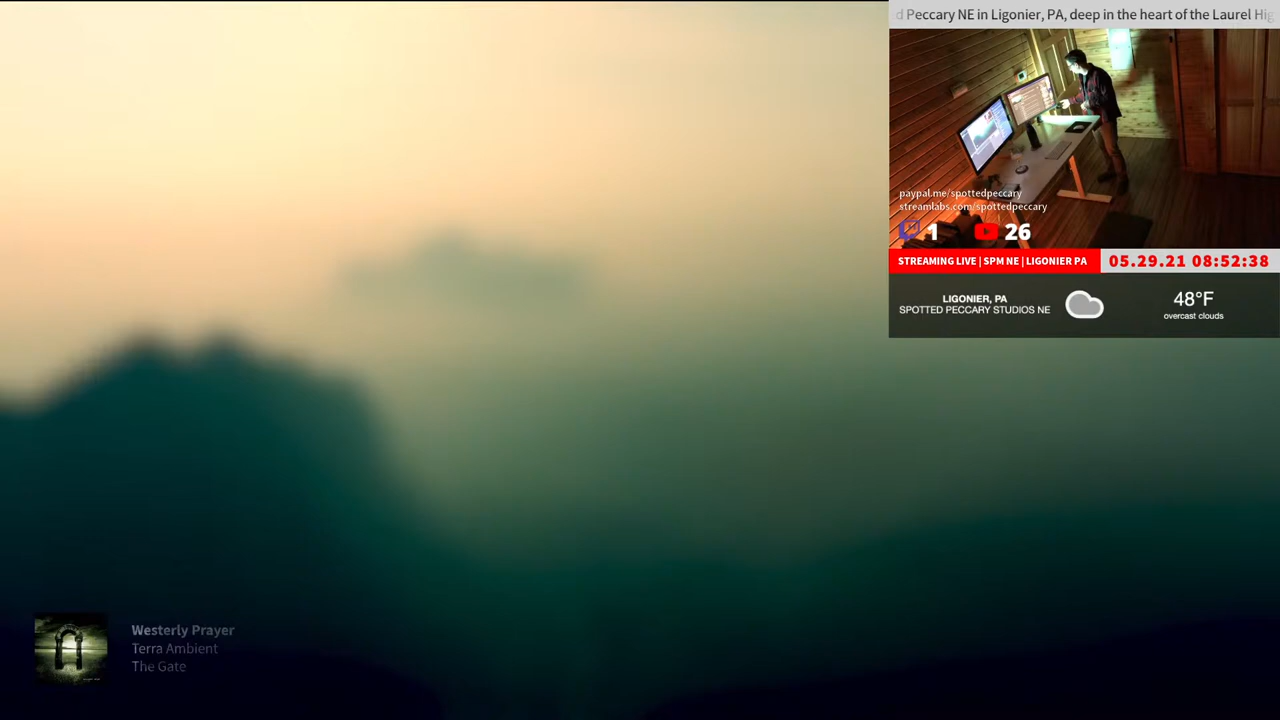 d Peccary NE in Ligonier, PA, deep in the heart of the Laurel Hig
paypal.me/spottedpeccary
streamlabs.com/spottedpeccary
1 26
STREAMING LIVE | SPM NE | LIGONIER PA 05.29.21 08:52:38
LIGONIER, PA
SPOTTED PECCARY STUDIOS NE
48°F
overcast clouds
Westerly Prayer
Terra Ambient
The Gate